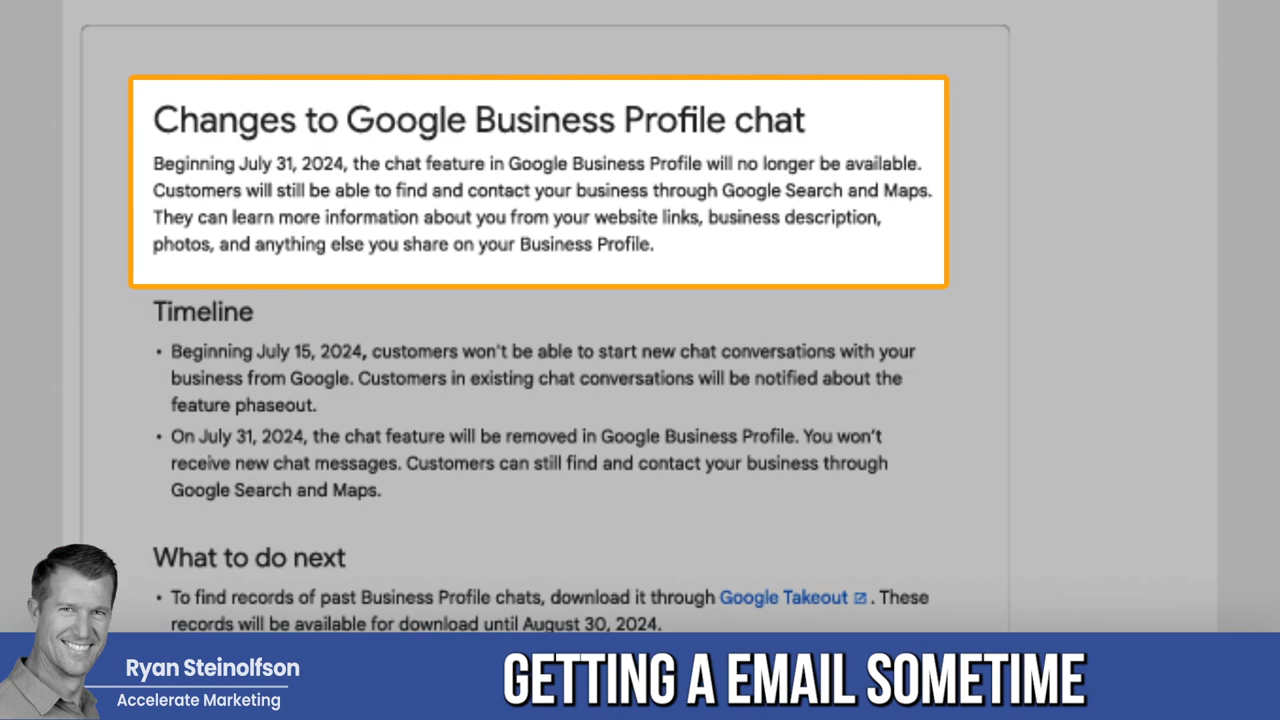 Changes to Google Business Profile chat
Beginning July 31, 2024, the chat feature in Google Business Profile will no longer be available.
Customers will still be able to find and contact your business through Google Search and Maps.
They can learn more information about you from your website links, business description,
photos, and anything else you share on your Business Profile.
Timeline
• Beginning July 15, 2024, customers won't be able to start new chat conversations with your
business from Google. Customers in existing chat conversations will be notified about the
feature phaseout.
• On July 31, 2024, the chat feature will be removed in Google Business Profile. You won't
receive new chat messages. Customers can still find and contact your business through
Google Search and Maps.
What to do next
• To find records of past Business Profile chats, download it through Google Takeout. These
records will be available for download until August 30, 2024.
Ryan Steinolfson
Accelerate Marketing
GETTING A EMAIL SOMETIME